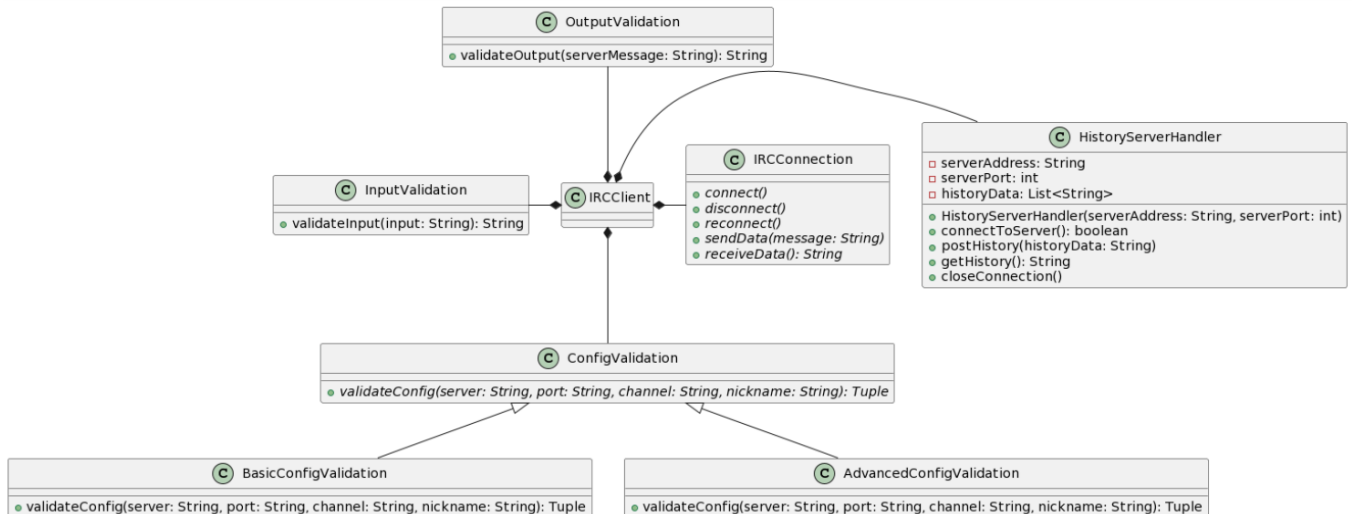 C OutputValidation
validateOutput(serverMessage: String): String
C HistoryServerHandler
serverAddress: String
serverPort: int
historyData: List<String>
HistoryServerHandler(serverAddress: String, serverPort: int)
connectToServer(): boolean
postHistory(historyData: String)
getHistory(): String
closeConnection()
C IRCConnection
connect()
disconnect()
reconnect()
sendData(message: String)
receiveData(): String
C InputValidation
validateInput(input: String): String
C IRCClient
C ConfigValidation
validateConfig(server: String, port: String, channel: String, nickname: String): Tuple
C BasicConfigValidation
validateConfig(server: String, port: String, channel: String, nickname: String): Tuple
C AdvancedConfigValidation
validateConfig(server: String, port: String, channel: String, nickname: String): Tuple